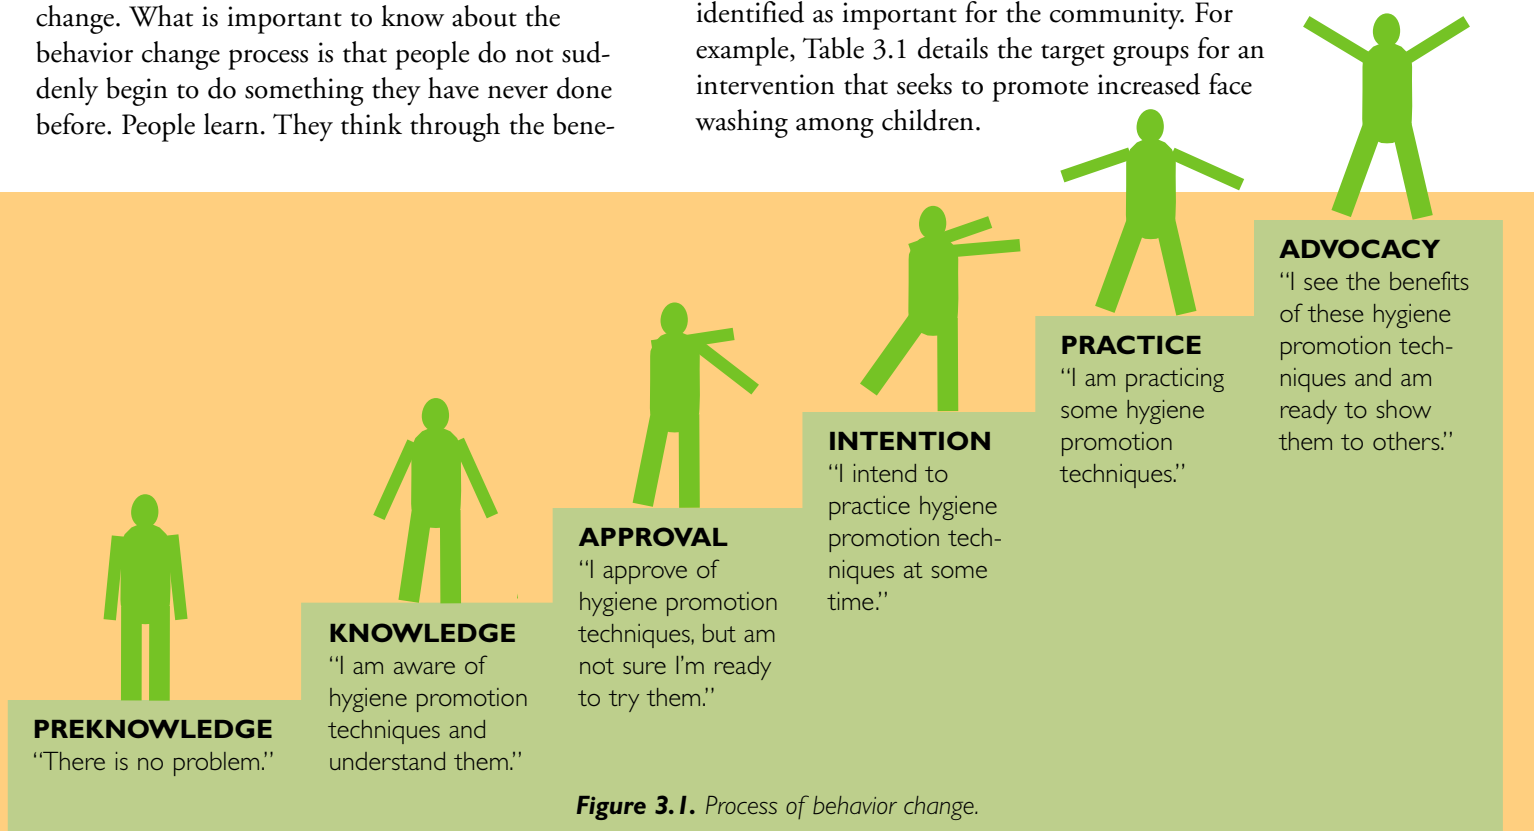 change. What is important to know about the
behavior change process is that people do not sud-
denly begin to do something they have never done
before. People learn. They think through the bene-
identified as important for the community. For
example, Table 3.1 details the target groups for an
intervention that seeks to promote increased face
washing among children.
PREKNOWLEDGE
“There is no problem.”
KNOWLEDGE
“I am aware of
hygiene promotion
techniques and
understand them.”
APPROVAL
“I approve of
hygiene promotion
techniques, but am
not sure I’m ready
to try them.”
INTENTION
“I intend to
practice hygiene
promotion tech-
niques at some
time.”
PRACTICE
“I am practicing
some hygiene
promotion
techniques.”
ADVOCACY
“I see the benefits
of these hygiene
promotion tech-
niques and am
ready to show
them to others.”
Figure 3.1. Process of behavior change.